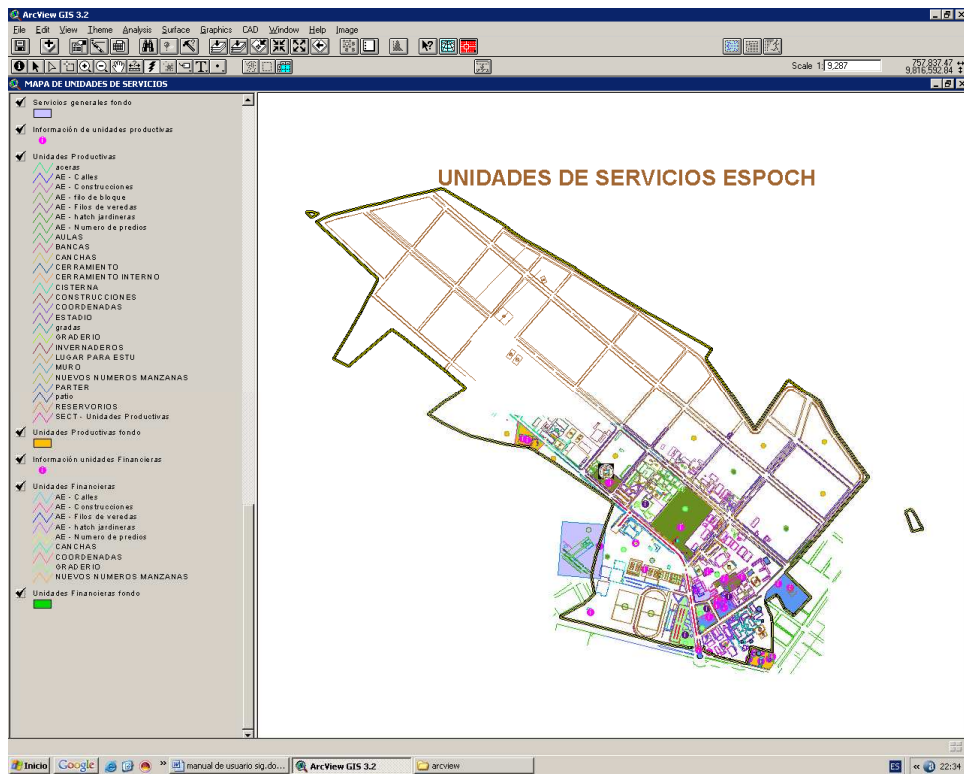 ArcView GIS 3.2
File Edit View Theme Analysis Surface Graphics CAD Window Help Image
Scale 1: 9,287
757,837.47
9,816,592.84
MAPA DE UNIDADES DE SERVICIOS
Servicios generales fondo
Información de unidades productivas
Unidades Productivas
aceras
AE - Calles
AE - Construcciones
AE - filo de bloque
AE - Filos de veredas
AE - hatch jardineras
AE - Numero de predios
AULAS
BANCAS
CANCHAS
CERRAMIENTO
CERRAMIENTO INTERNO
CISTERNA
CONSTRUCCIONES
COORDENADAS
ESTADIO
gradas
GRADERIO
INVERNADEROS
LUGAR PARA ESTU
MURO
NUEVOS NUMEROS MANZANAS
PARTER
patio
RESERVORIOS
SECT - Unidades Productivas
Unidades Productivas fondo
Información unidades Financieras
Unidades Financieras
AE - Calles
AE - Construcciones
AE - Filos de veredas
AE - hatch jardineras
AE - Numero de predios
CANCHAS
COORDENADAS
GRADERIO
NUEVOS NUMEROS MANZANAS
Unidades Financieras fondo
UNIDADES DE SERVICIOS ESPOCH
Inicio Google » manual de usuario sig.do... ArcView GIS 3.2 arcview ES « 22:34